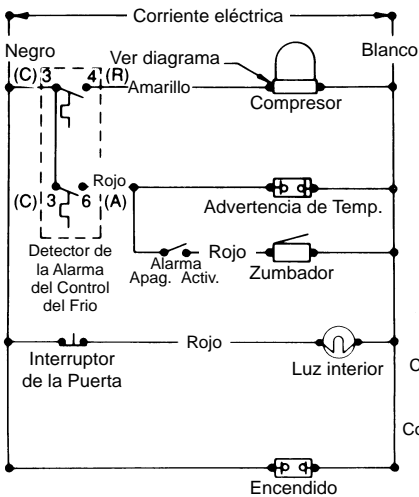 Corriente eléctrica
Negro
Blanco
Ver diagrama
(C) 3 4 (R)
Amarillo
Compresor
Rojo
(C) 3 6 (A)
Advertencia de Temp.
Detector de
la Alarma
del Control
del Frio
Alarma
Apag. Activ.
Rojo
Zumbador
Rojo
Interruptor
de la Puerta
Luz interior
C
Co
Encendido